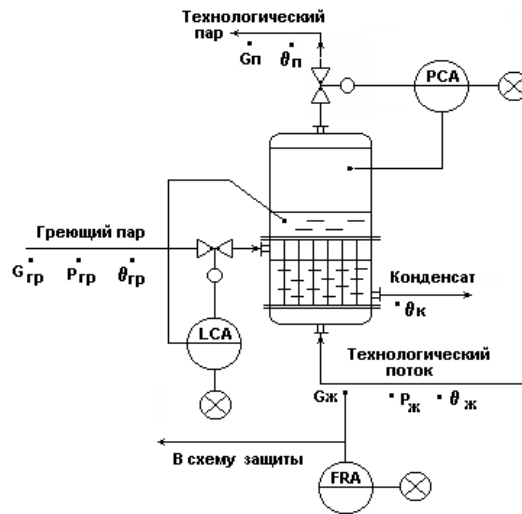 Технологический
пар
Gп θп
PCA
Греющий пар
Gгр Pгр θгр
Конденсат
θк
LCA
Технологический
поток
Gж Pж θж
В схему защиты
FRA